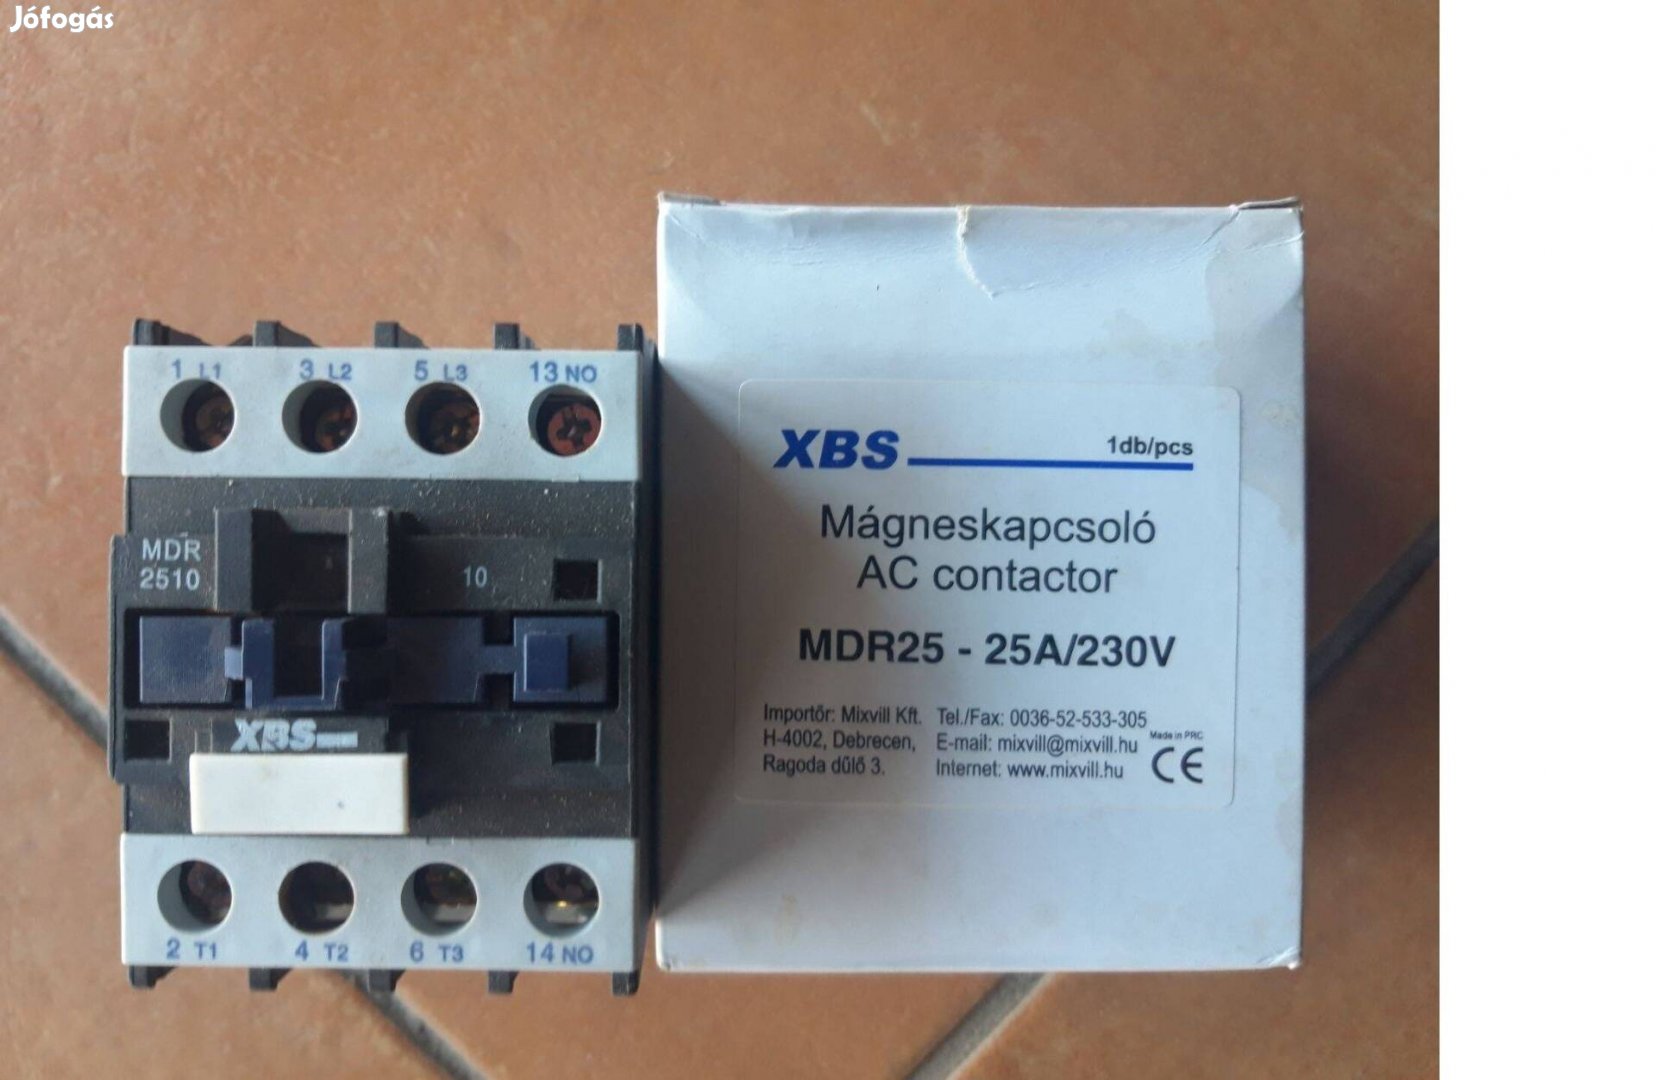 Jófogás
1 L1 3 L2 5 L3 13 NO
MDR
2510
10
XBS
2 T1 4 T2 6 T3 14 NO
XBS
1db/pcs
Mágneskapcsoló
AC contactor
MDR25 - 25A/230V
Importőr: Mixvill Kft. Tel./Fax: 0036-52-533-305
H-4002, Debrecen, E-mail: mixvill@mixvill.hu
Ragoda dűlő 3. Internet: www.mixvill.hu
Made in PRC
CE